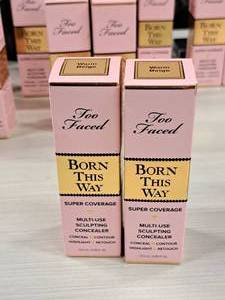 Warm
Beige
Too
Faced
BORN
THIS
WAY
SUPER COVERAGE
MULTI-USE
SCULPTING
CONCEALER
CONCEAL · CONTOUR
HIGHLIGHT · RETOUCH
Warm
Beige
Too
Faced
BORN
THIS
WAY
SUPER COVERAGE
MULTI-USE
SCULPTING
CONCEALER
CONCEAL · CONTOUR
HIGHLIGHT · RETOUCH